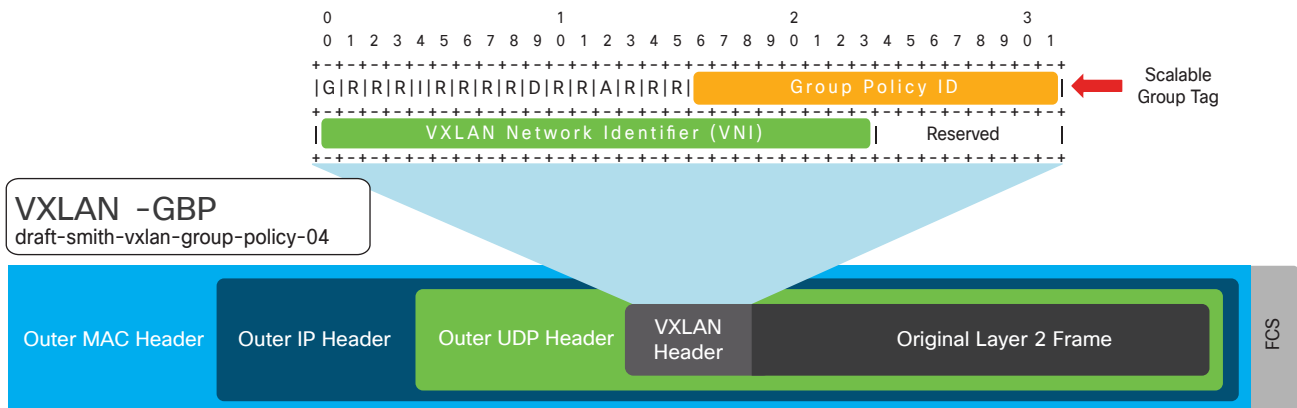 0 1 2 3
0 1 2 3 4 5 6 7 8 9 0 1 2 3 4 5 6 7 8 9 0 1 2 3 4 5 6 7 8 9 0 1
+-+-+-+-+-+-+-+-+-+-+-+-+-+-+-+-+-+-+-+-+-+-+-+-+-+-+-+-+-+-+-+-+
|G|R|R|R|I|R|R|R|R|D|R|R|A|R|R|R| Group Policy ID |
Scalable
Group Tag
+-+-+-+-+-+-+-+-+-+-+-+-+-+-+-+-+-+-+-+-+-+-+-+-+-+-+-+-+-+-+-+-+
| VXLAN Network Identifier (VNI) | Reserved |
+-+-+-+-+-+-+-+-+-+-+-+-+-+-+-+-+-+-+-+-+-+-+-+-+-+-+-+-+-+-+-+-+
VXLAN -GBP
draft-smith-vxlan-group-policy-04
Outer MAC Header
Outer IP Header
Outer UDP Header
VXLAN
Header
Original Layer 2 Frame
FCS